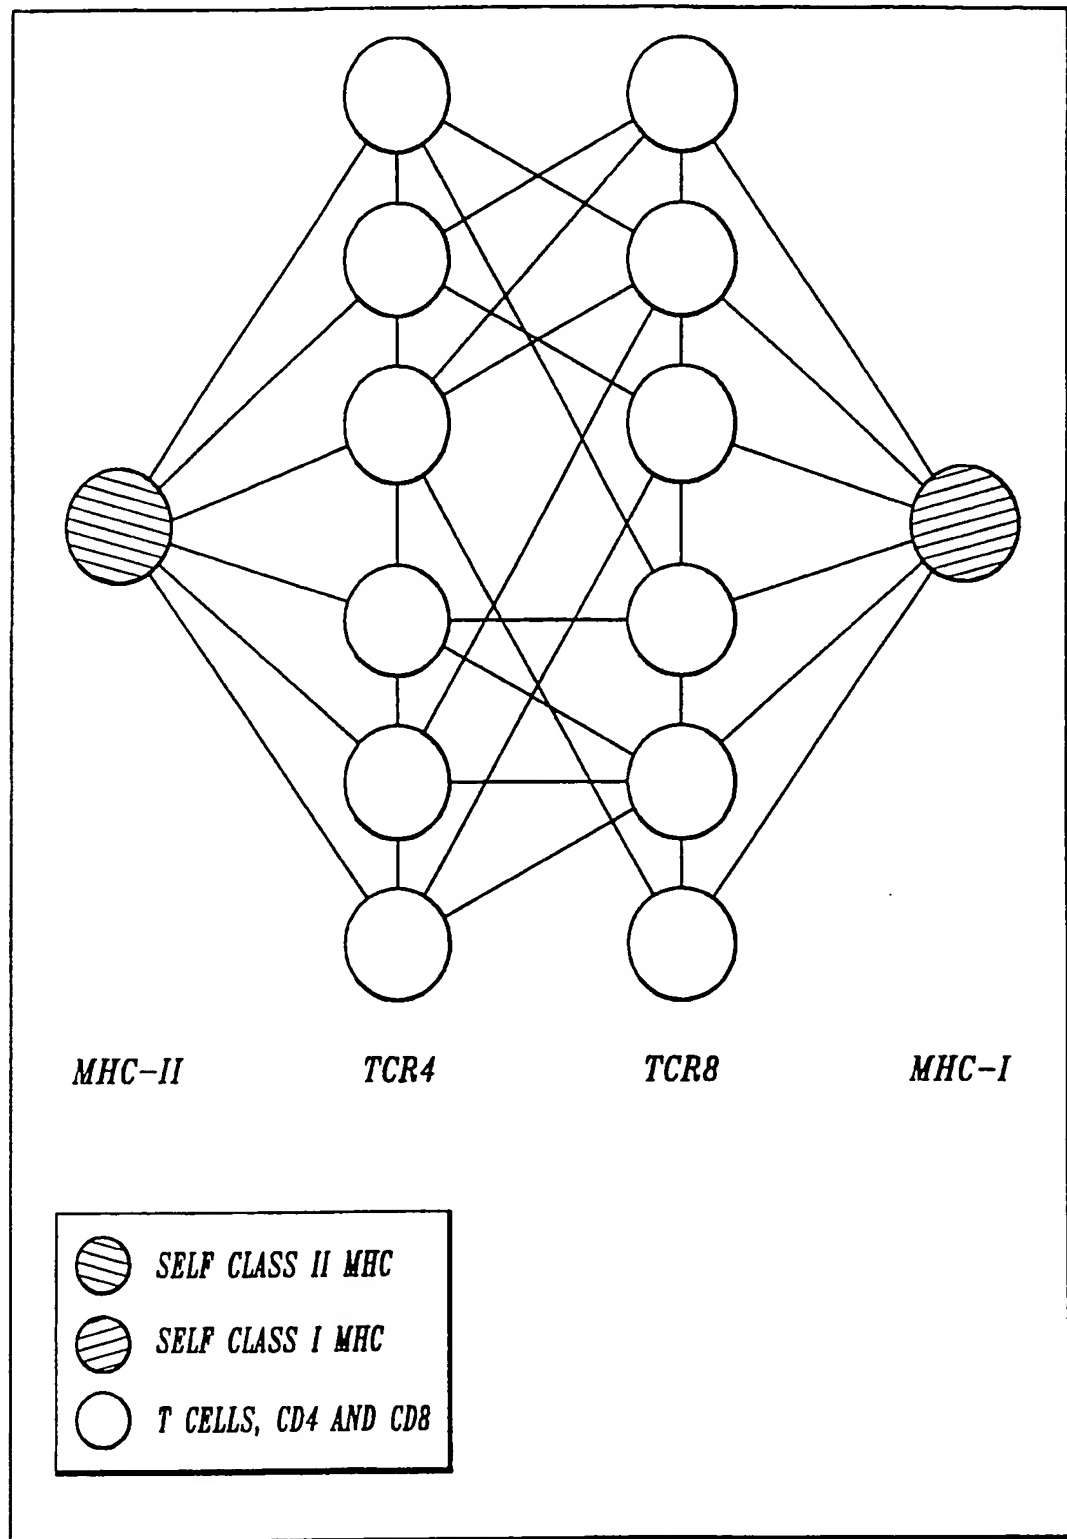 MHC-II TCR4 TCR8 MHC-I
SELF CLASS II MHC
SELF CLASS I MHC
T CELLS, CD4 AND CD8